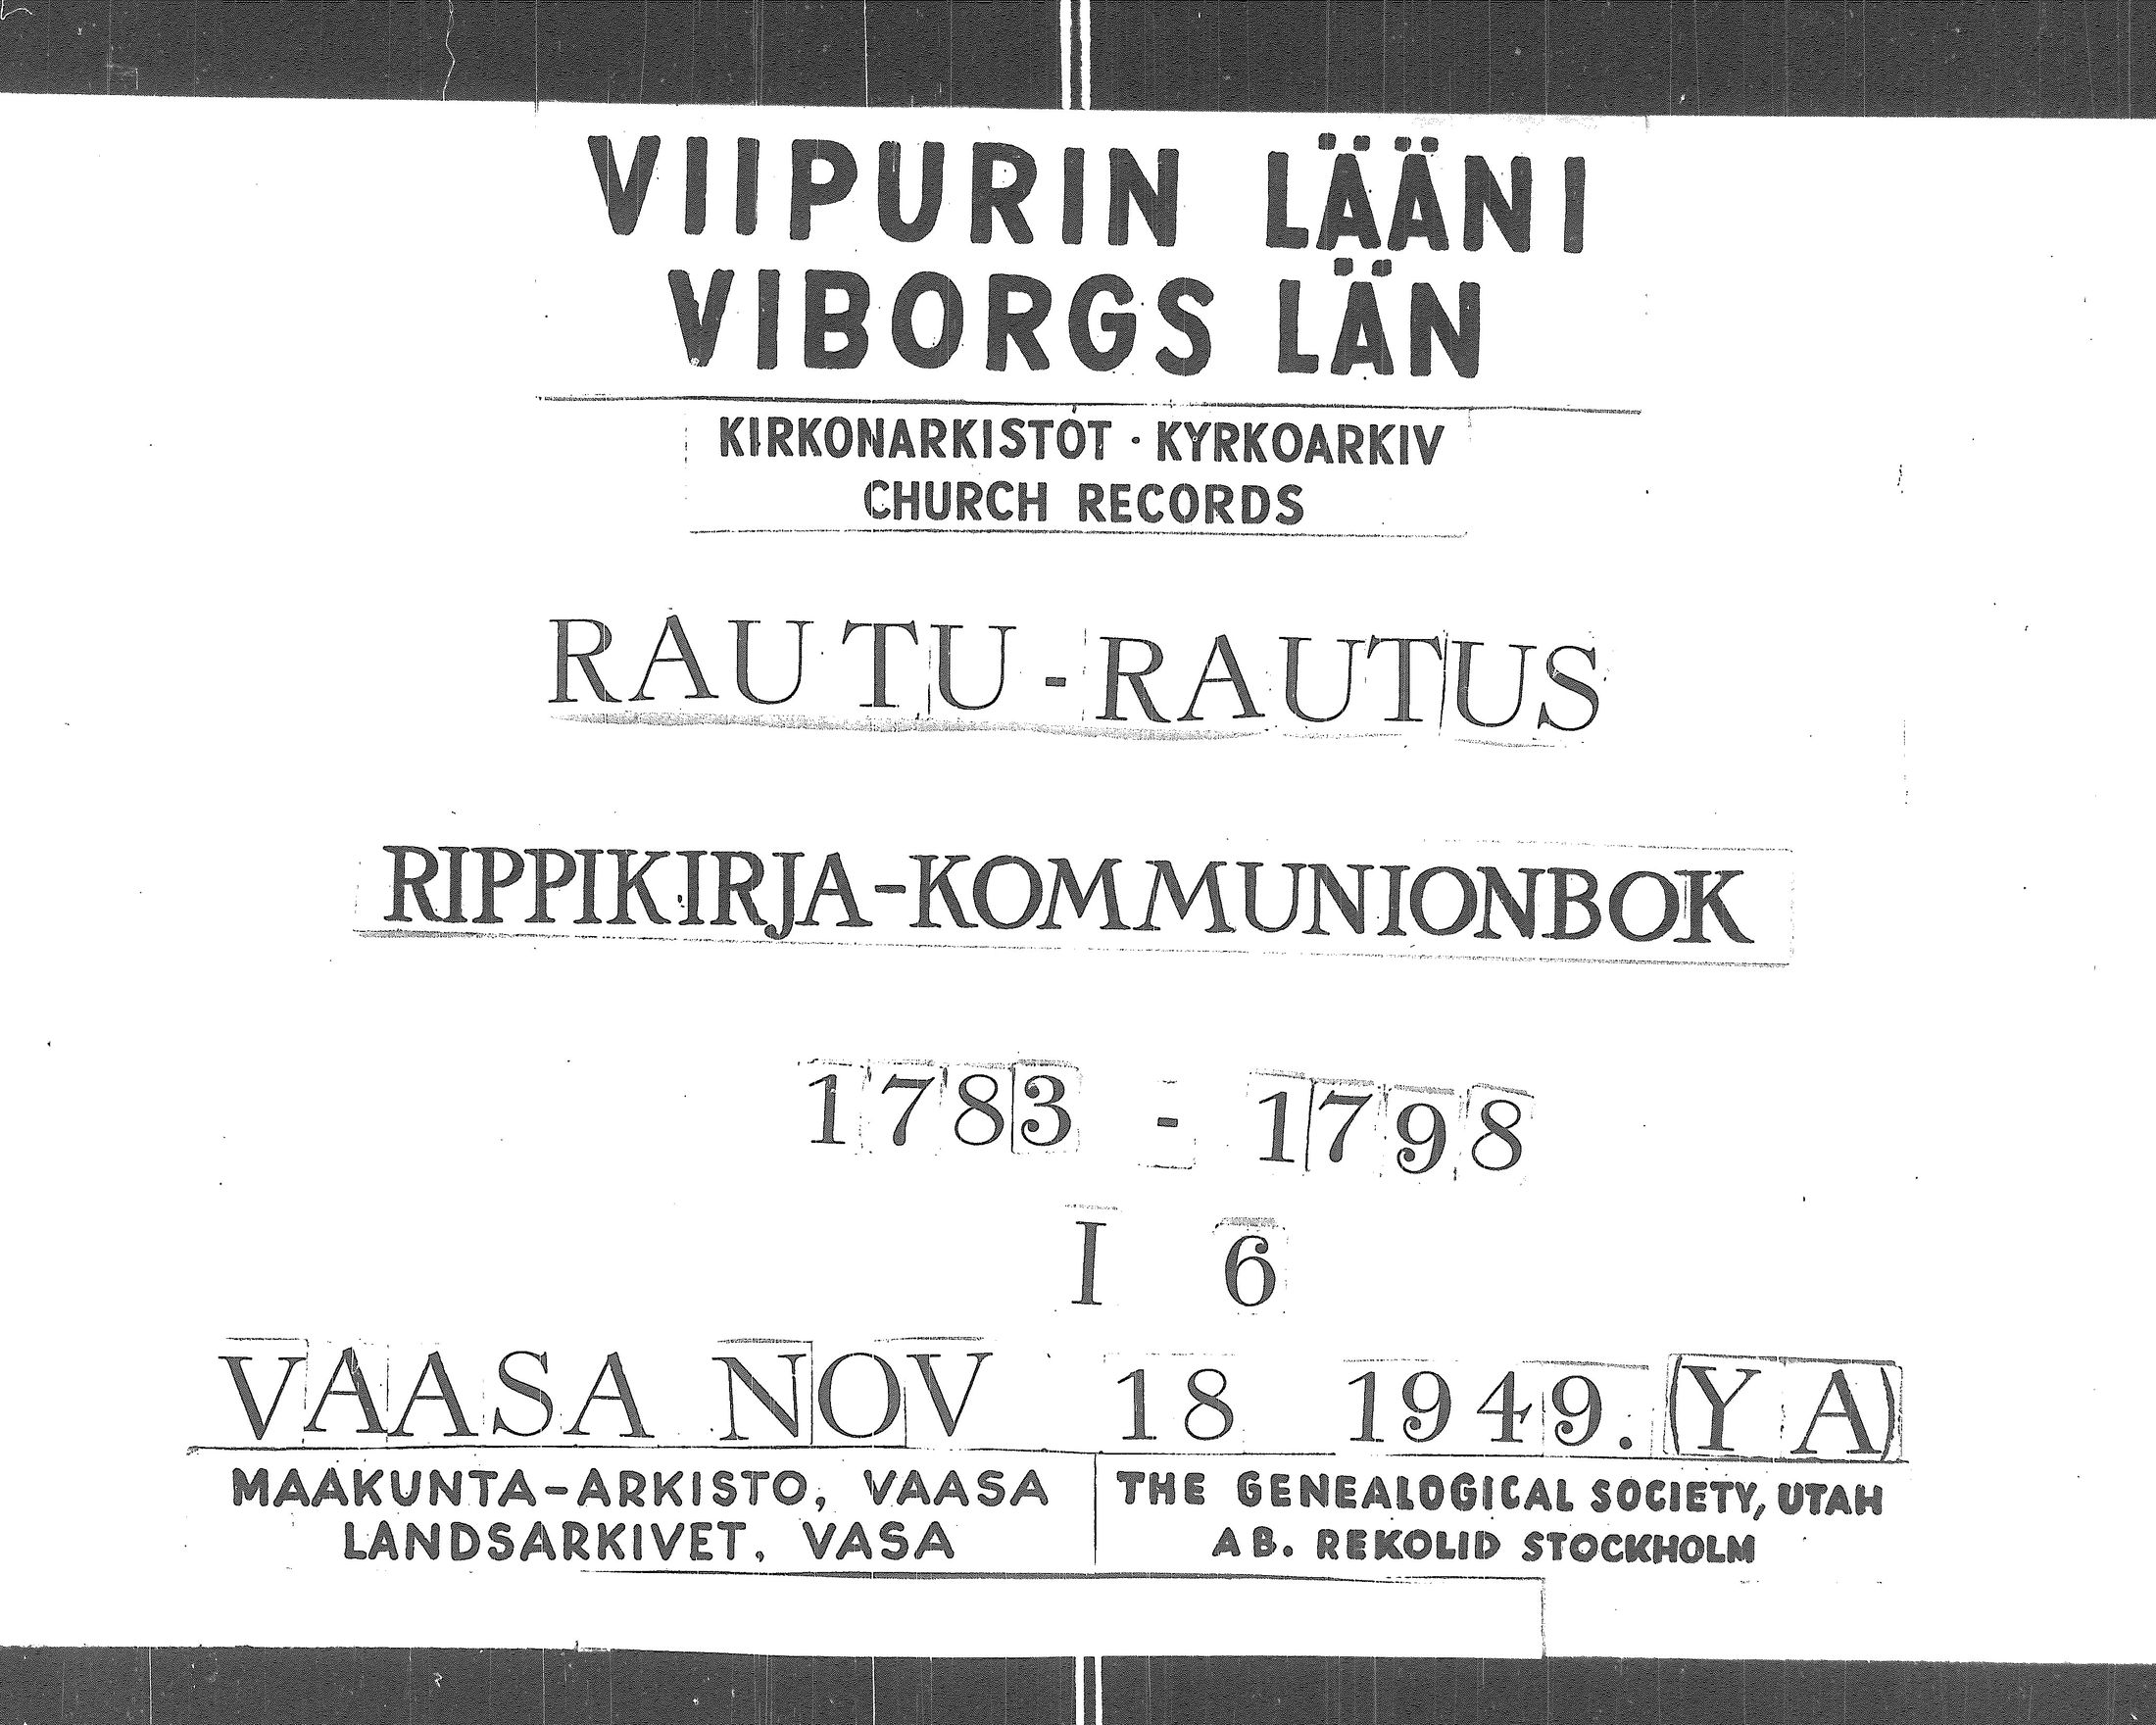 VIIPURIN LÄÄNI
VIBORGS LÄN
KIRKONARKISTOT · KYRKOARKIV
CHURCH RECORDS
RAUTU-RAUTUS
RIPPIKIRJA-KOMMUNIONBOK
1783 - 1798
I 6
VAASA NOV 18 1949. (YA)
MAAKUNTA-ARKISTO, VAASA
LANDSARKIVET, VASA
THE GENEALOGICAL SOCIETY, UTAH
AB. REKOLID STOCKHOLM